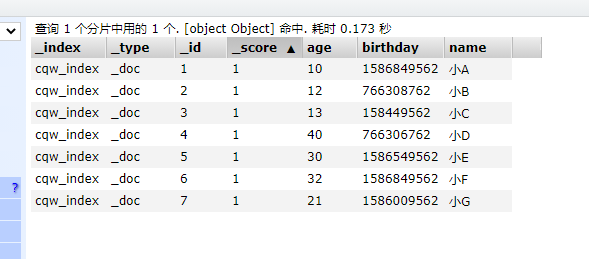 查询 1 个分片中用的 1 个. [object Object] 命中. 耗时 0.173 秒
_index _type _id _score ▲ age birthday name
cqw_index _doc 1 1 10 1586849562 小A
cqw_index _doc 2 1 12 766308762 小B
cqw_index _doc 3 1 13 158449562 小C
cqw_index _doc 4 1 40 766306762 小D
? cqw_index _doc 5 1 30 1586549562 小E
cqw_index _doc 6 1 32 1586849562 小F
cqw_index _doc 7 1 21 1586009562 小G